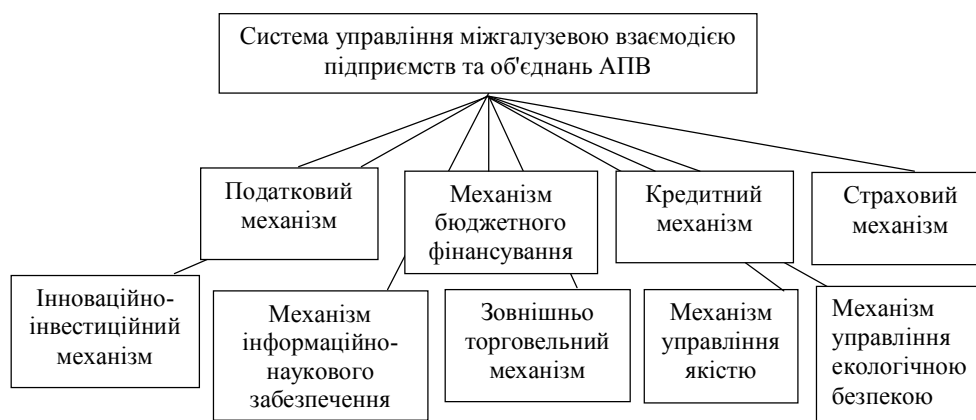 Система управління міжгалузевою взаємодією
підприємств та об'єднань АПВ
Податковий
механізм
Механізм
бюджетного
фінансування
Кредитний
механізм
Страховий
механізм
Інноваційно-
інвестиційний
механізм
Механізм
інформаційно-
наукового
забезпечення
Зовнішньо
торговельний
механізм
Механізм
управління
якістю
Механізм
управління
екологічною
безпекою